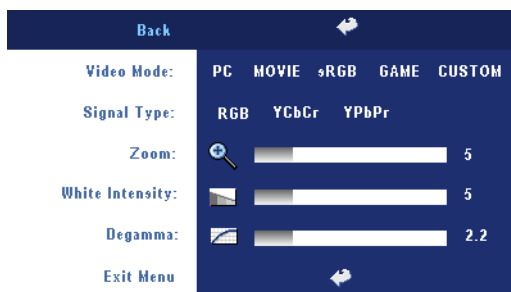 Back
Video Mode: PC MOVIE sRGB GAME CUSTOM
Signal Type: RGB YCbCr YPbPr
Zoom: 5
White Intensity: 5
Degamma: 2.2
Exit Menu